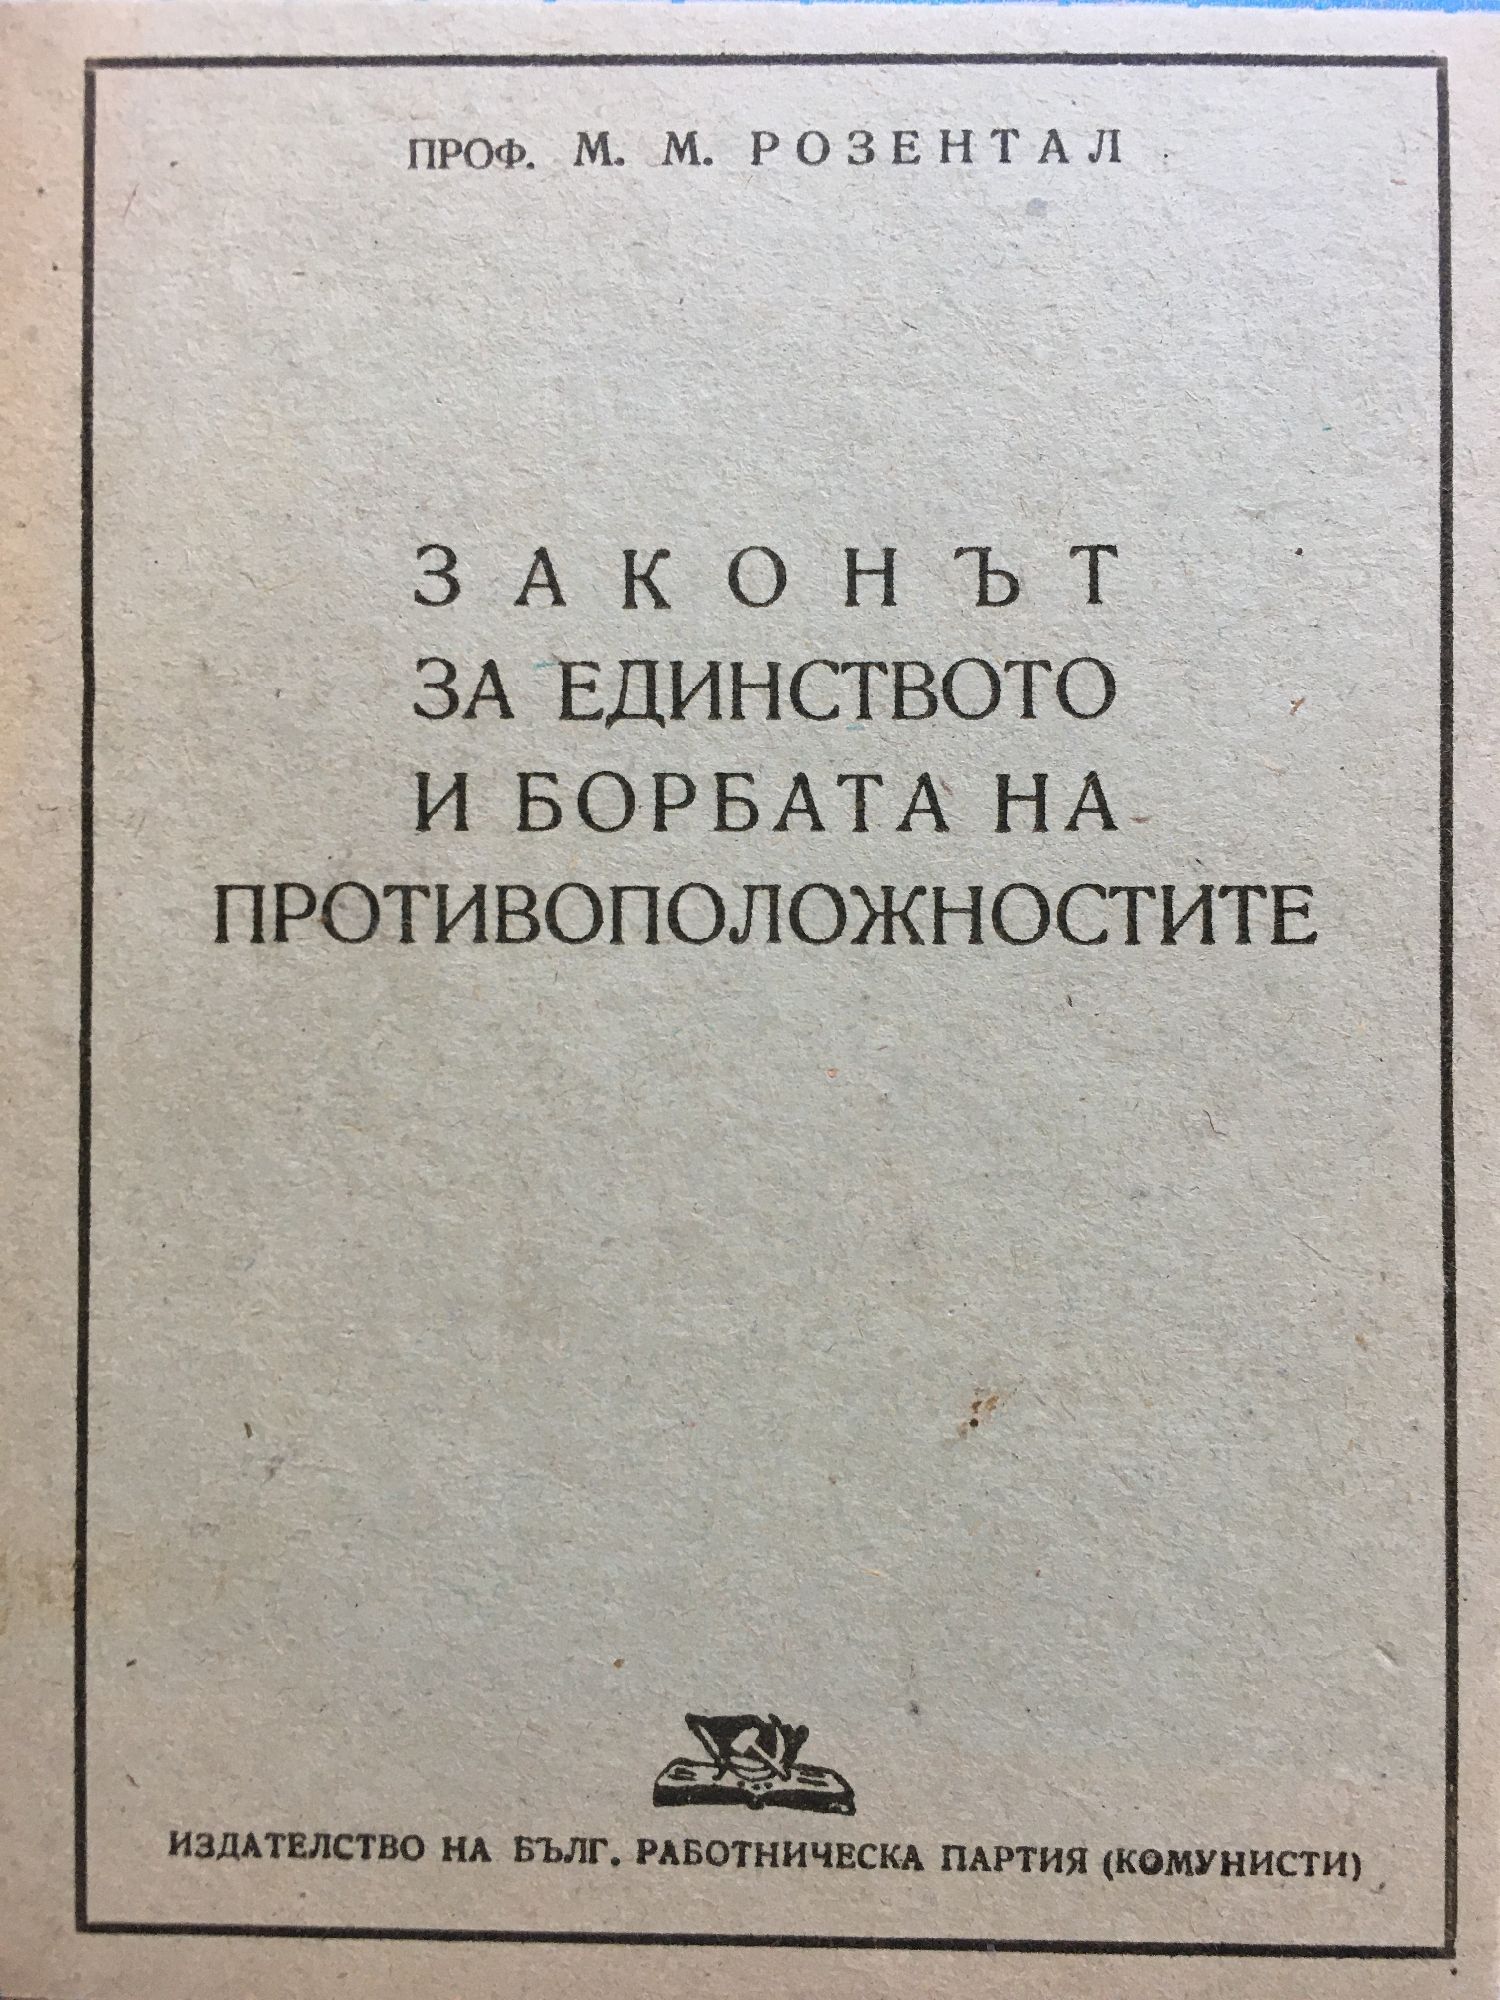 ПРОФ. М. М. РОЗЕНТАЛ
ЗАКОНЪТ
ЗА ЕДИНСТВОТО
И БОРБАТА НА
ПРОТИВОПОЛОЖНОСТИТЕ
ИЗДАТЕЛСТВО НА БЪЛГ. РАБОТНИЧЕСКА ПАРТИЯ (КОМУНИСТИ)